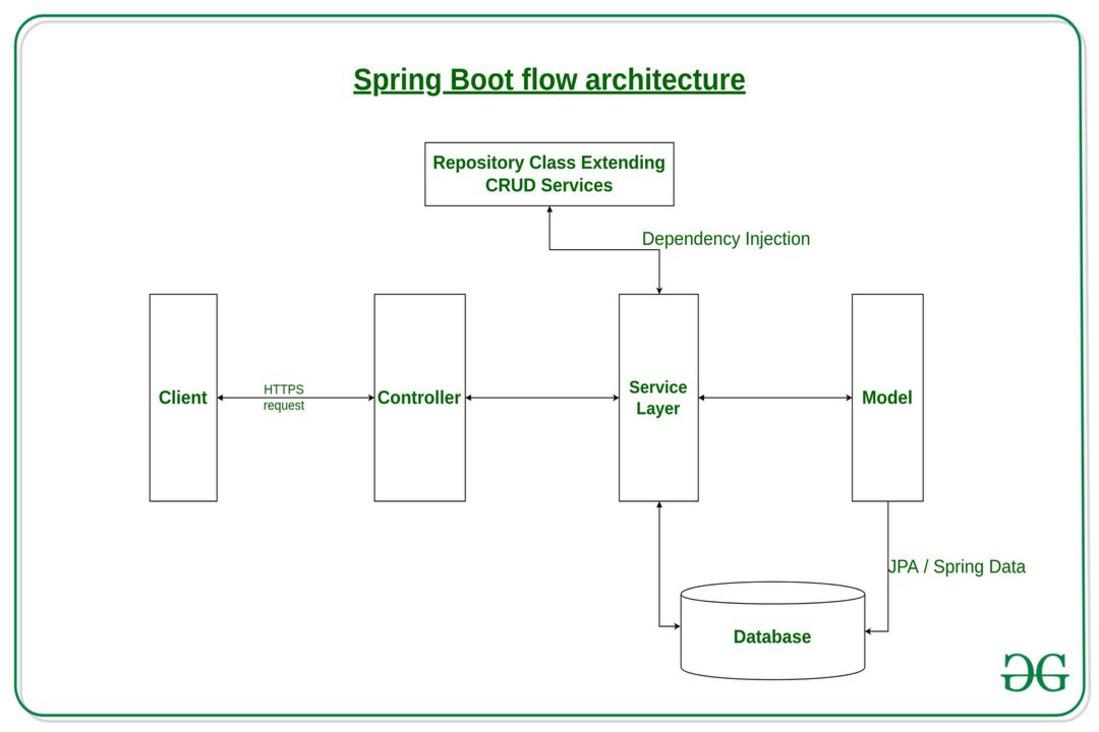 Spring Boot flow architecture
Repository Class Extending
CRUD Services
Dependency Injection
Client
HTTPS
request
Controller
Service
Layer
Model
JPA / Spring Data
Database